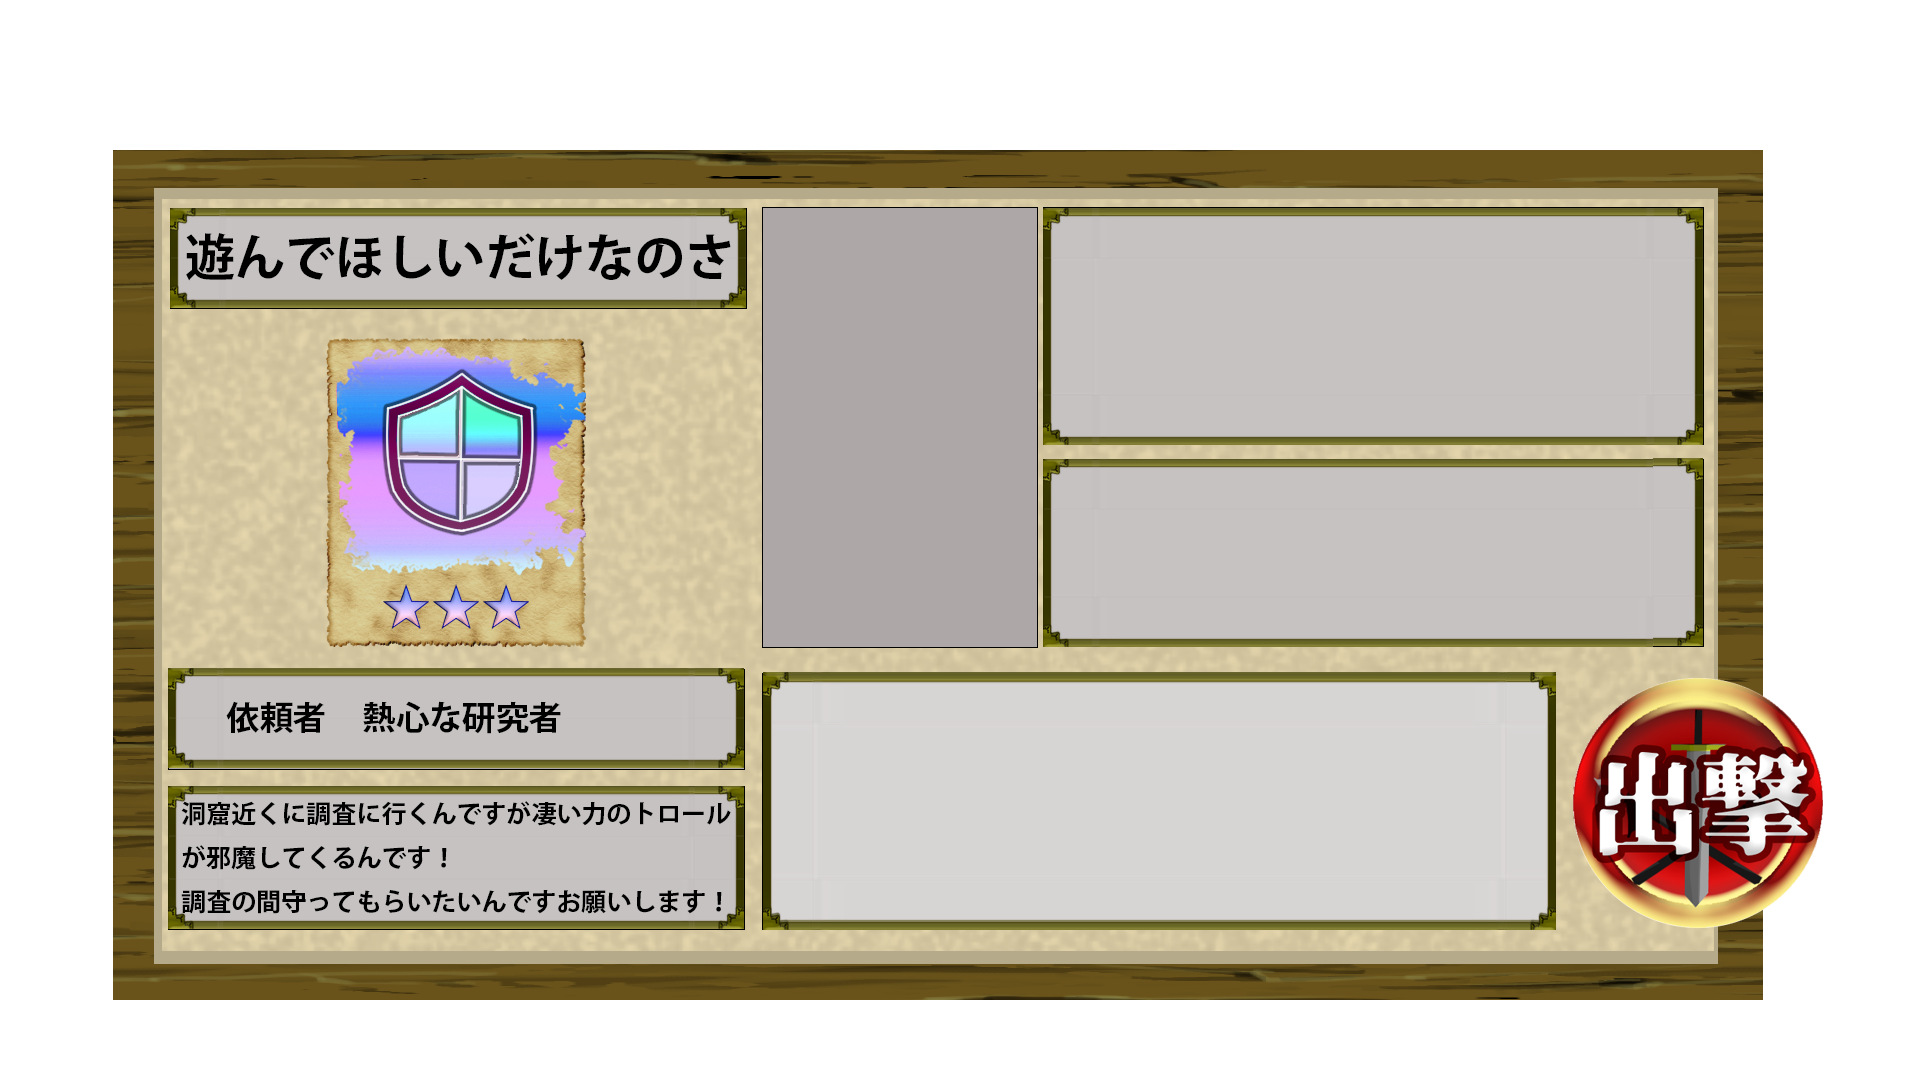 遊んでほしいだけなのさ
依頼者　熱心な研究者
洞窟近くに調査に行くんですが凄い力のトロール
が邪魔してくるんです！
調査の間守ってもらいたいんですお願いします！
出撃